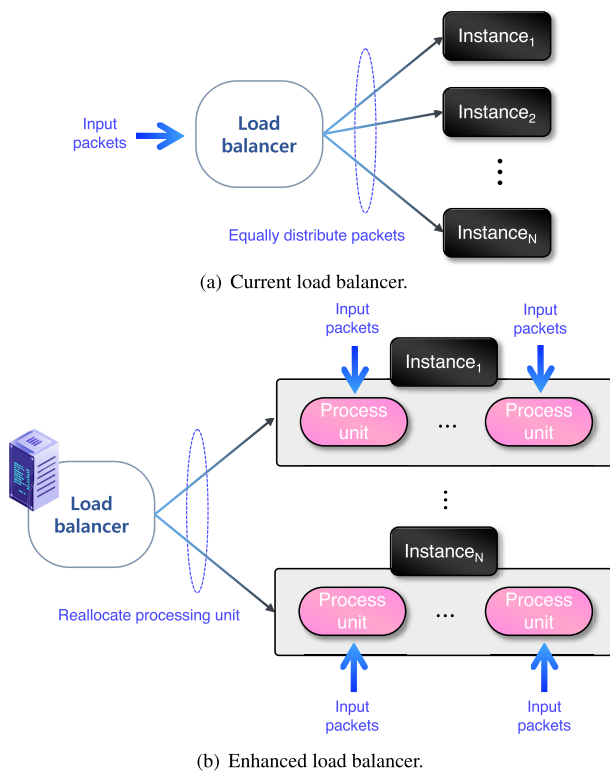 Instance1
Input
packets
Load
balancer
Instance2
Equally distribute packets
InstanceN
(a) Current load balancer.
Input
packets
Input
packets
Instance1
Process
unit
...
Process
unit
Load
balancer
InstanceN
Reallocate processing unit
Process
unit
...
Process
unit
Input
packets
Input
packets
(b) Enhanced load balancer.